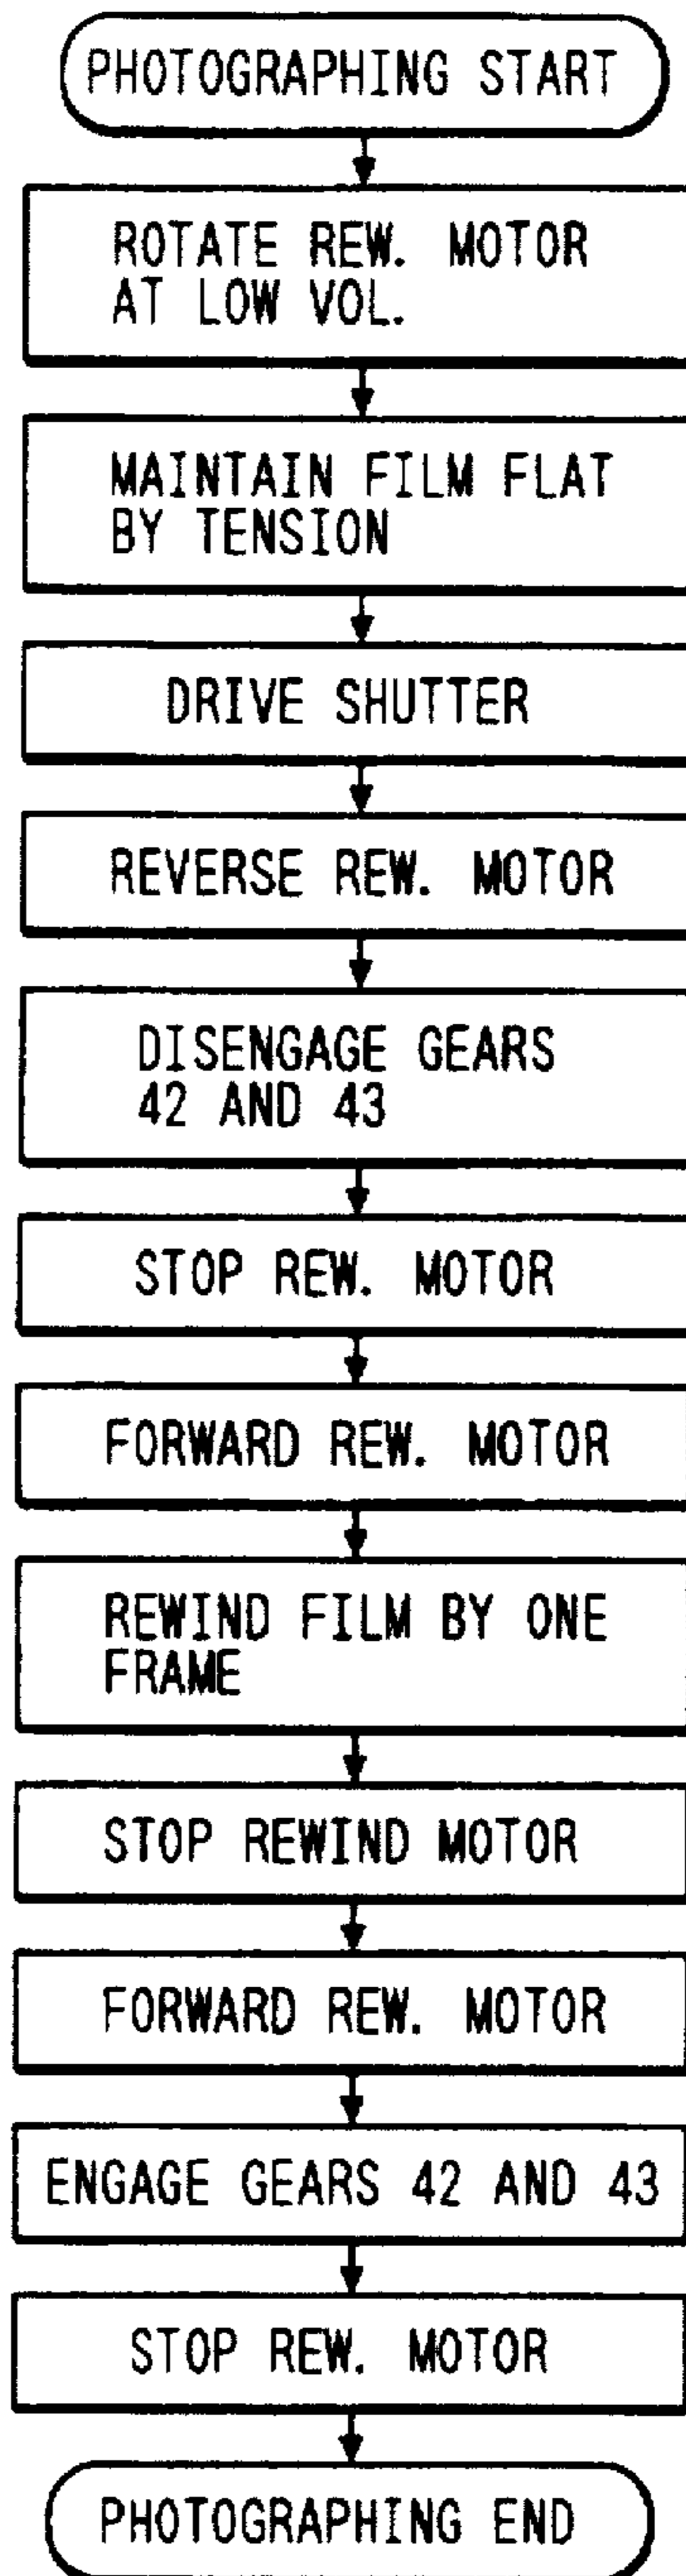 PHOTOGRAPHING START
ROTATE REW. MOTOR
AT LOW VOL.
MAINTAIN FILM FLAT
BY TENSION
DRIVE SHUTTER
REVERSE REW. MOTOR
DISENGAGE GEARS
42 AND 43
STOP REW. MOTOR
FORWARD REW. MOTOR
REWIND FILM BY ONE
FRAME
STOP REWIND MOTOR
FORWARD REW. MOTOR
ENGAGE GEARS 42 AND 43
STOP REW. MOTOR
PHOTOGRAPHING END